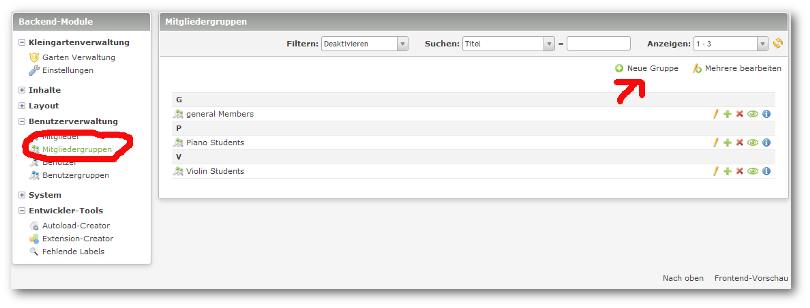 Backend-Module
Kleingartenverwaltung
Garten Verwaltung
Einstellungen
Inhalte
Layout
Benutzerverwaltung
Mitglieder
Mitgliedergruppen
Benutzer
Benutzergruppen
System
Entwickler-Tools
Autoload-Creator
Extension-Creator
Fehlende Labels
Mitgliedergruppen
Filtern: Deaktivieren Suchen: Titel = Anzeigen: 1 - 3
Neue Gruppe Mehrere bearbeiten
G
general Members
P
Piano Students
V
Violin Students
Nach oben Frontend-Vorschau